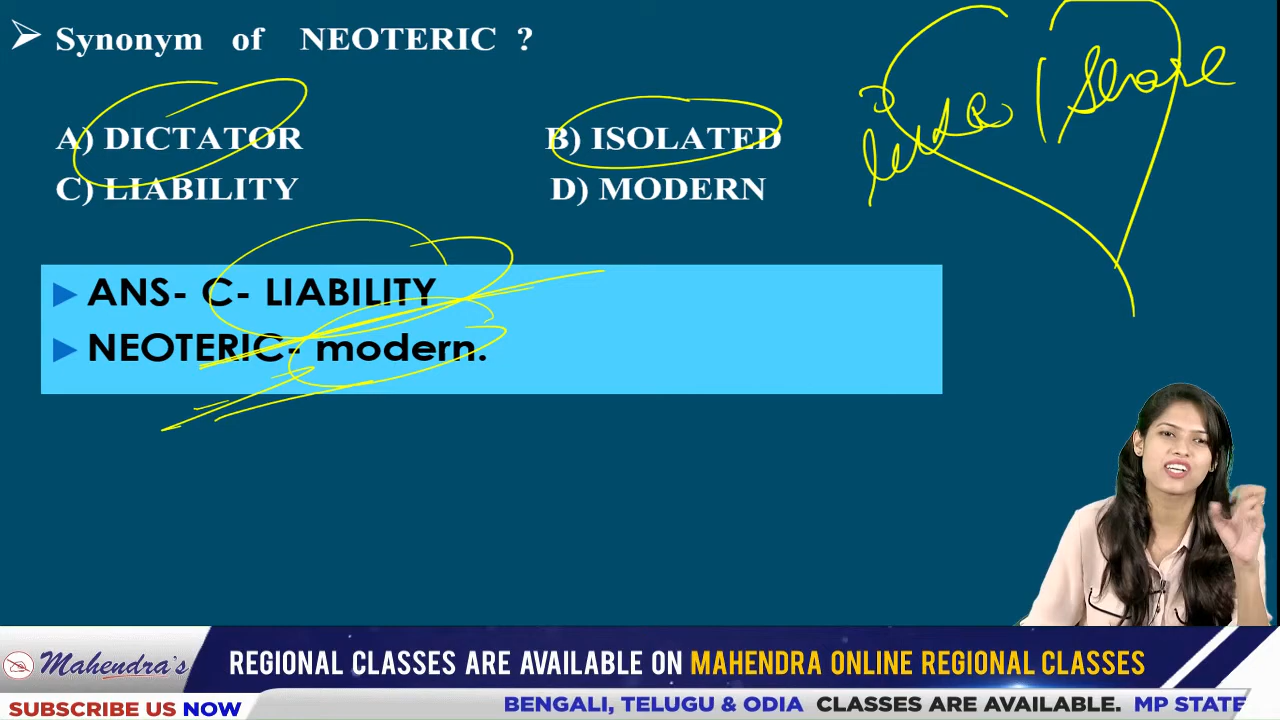 Synonym of NEOTERIC ?
A) DICTATOR B) ISOLATED
C) LIABILITY D) MODERN
ANS- C- LIABILITY
NEOTERIC- modern.
share
Mahendra's
REGIONAL CLASSES ARE AVAILABLE ON MAHENDRA ONLINE REGIONAL CLASSES
SUBSCRIBE US NOW
BENGALI, TELUGU & ODIA CLASSES ARE AVAILABLE. MP STATE